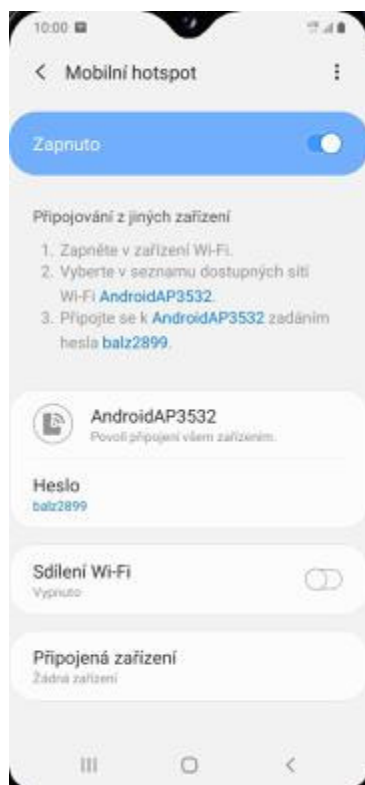 10:00
Mobilní hotspot
Zapnuto
Připojování z jiných zařízení
1. Zapněte v zařízení Wi-Fi.
2. Vyberte v seznamu dostupných sítí
Wi-Fi AndroidAP3532.
3. Připojte se k AndroidAP3532 zadáním
hesla balz2899.
AndroidAP3532
Povolí připojení všem zařízením.
Heslo
balz2899
Sdílení Wi-Fi
Vypnuto
Připojená zařízení
Žádná zařízení